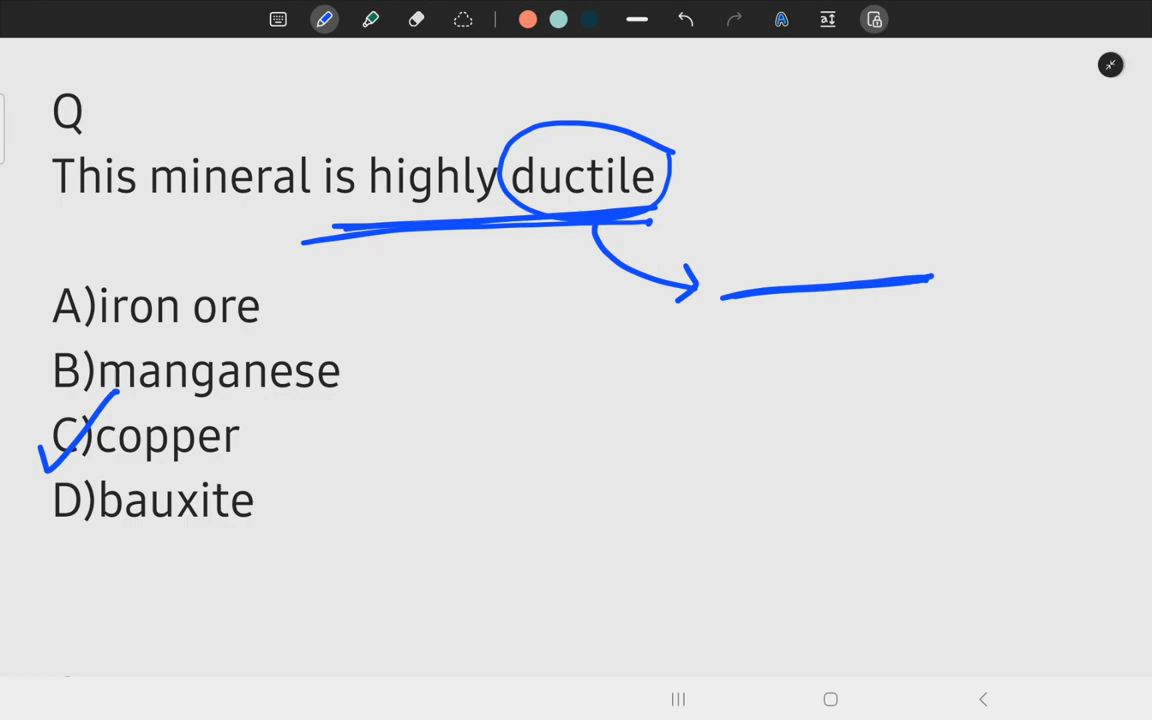 Q
This mineral is highly ductile
A)iron ore
B)manganese
C)copper
D)bauxite